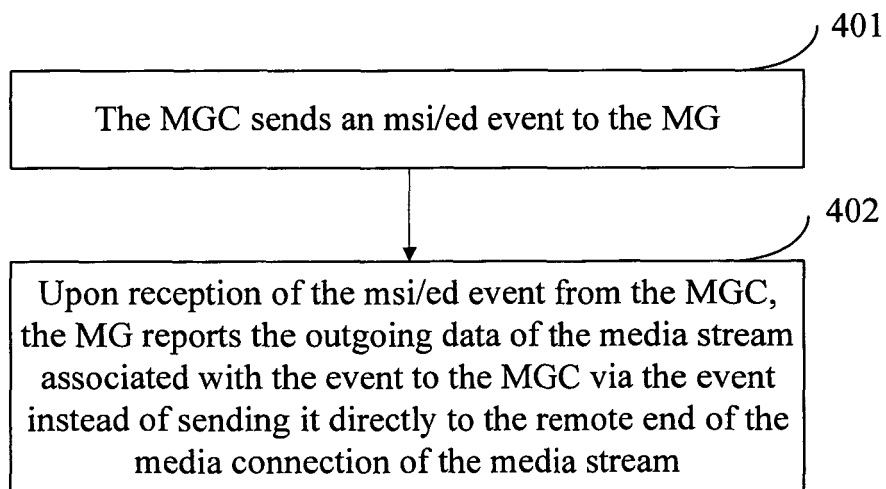 401
The MGC sends an msi/ed event to the MG
402
Upon reception of the msi/ed event from the MGC,
the MG reports the outgoing data of the media stream
associated with the event to the MGC via the event
instead of sending it directly to the remote end of the
media connection of the media stream